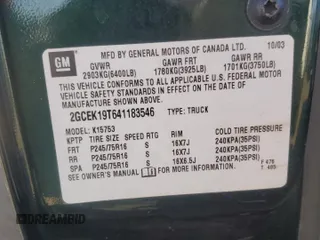 GM
MFD BY GENERAL MOTORS OF CANADA LTD. 10/03
GVWR GAWR FRT GAWR RR
2903KG(6400LB) 1780KG(3925LB) 1701KG(3750LB)
THIS VEHICLE CONFORMS TO ALL APPLICABLE U.S. FEDERAL MOTOR
VEHICLE SAFETY STANDARDS IN EFFECT ON THE DATE OF
MANUFACTURE SHOWN ABOVE.
2GCEK19T641183546 TYPE: TRUCK
MODEL: K15753
KPTP TIRE SIZE SPEED RTG RIM COLD TIRE PRESSURE
FRT P245/75R16 S 16X7J 240KPA(35PSI)
RR P245/75R16 S 16X7J 240KPA(35PSI)
SPA P245/75R16 S 16X6.5J 240KPA(35PSI)
SEE OWNER'S MANUAL FOR ADDITIONAL INFORMATION.
DREAMBID